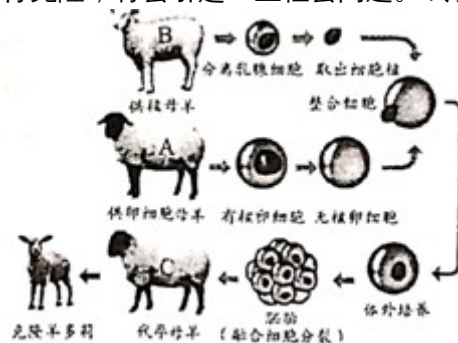 B
分离乳腺细胞 取出细胞核
供核母羊
整合细胞
A
供卵细胞母羊 有核卵细胞 无核卵细胞
C
胚胎
体外培养
克隆羊多莉 代孕母羊 (融合细胞分裂)